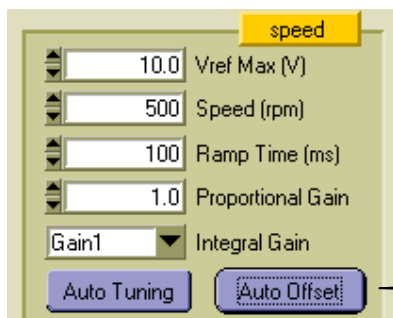 speed
10.0 Vref Max (V)
500 Speed (rpm)
100 Ramp Time (ms)
1.0 Proportional Gain
Gain1 Integral Gain
Auto Tuning Auto Offset